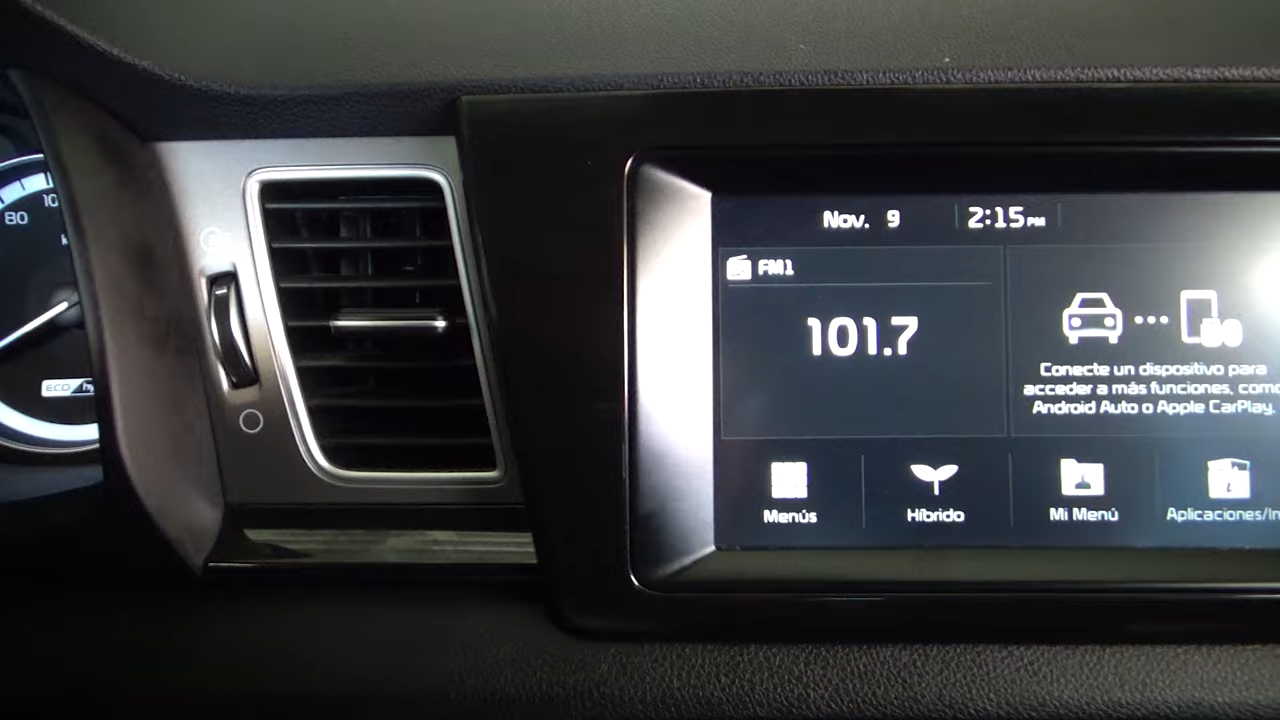 Nov. 9
2:15 PM
FM1
101.7
Conecte un dispositivo para
acceder a más funciones, como
Android Auto o Apple CarPlay.
Menús
Híbrido
Mi Menú
Aplicaciones/In
10
80
ECO